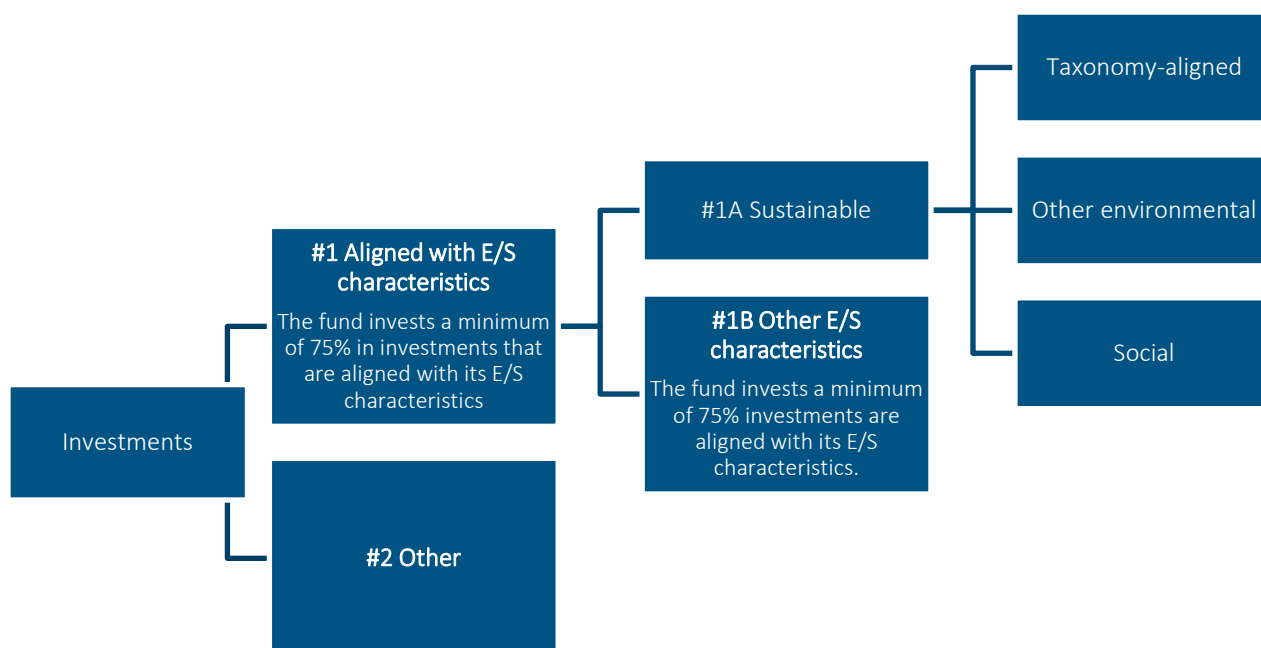 Investments
#1 Aligned with E/S
characteristics
The fund invests a minimum
of 75% in investments that
are aligned with its E/S
characteristics
#2 Other
#1A Sustainable
#1B Other E/S
characteristics
The fund invests a minimum
of 75% investments are
aligned with its E/S
characteristics.
Taxonomy-aligned
Other environmental
Social